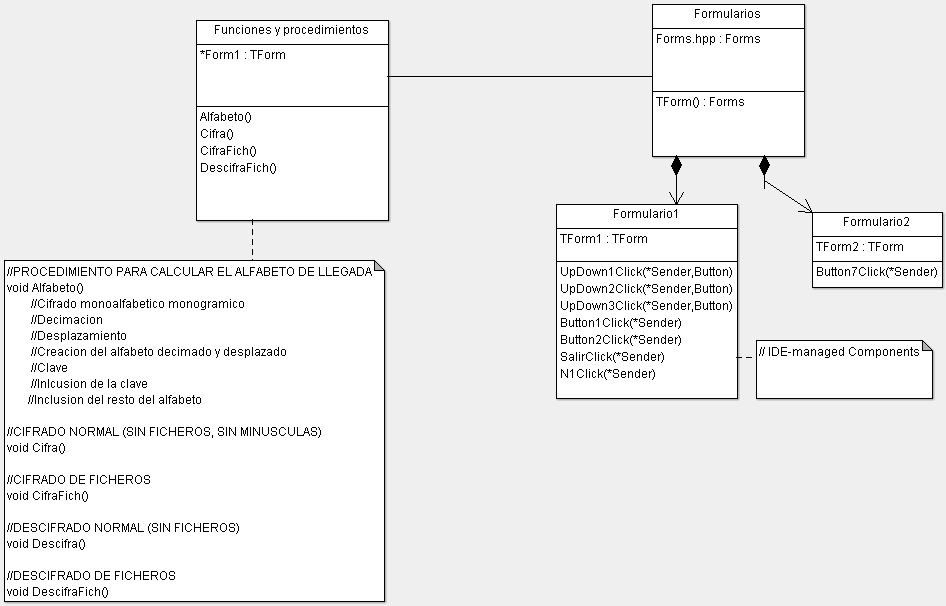 Funciones y procedimientos
*Form1 : TForm
Alfabeto()
Cifra()
CifraFich()
DescifraFich()
Formularios
Forms.hpp : Forms
TForm() : Forms
Formulario1
TForm1 : TForm
UpDown1Click(*Sender,Button)
UpDown2Click(*Sender,Button)
UpDown3Click(*Sender,Button)
Button1Click(*Sender)
Button2Click(*Sender)
SalirClick(*Sender)
N1Click(*Sender)
Formulario2
TForm2 : TForm
Button7Click(*Sender)
// IDE-managed Components
//PROCEDIMIENTO PARA CALCULAR EL ALFABETO DE LLEGADA
void Alfabeto()
//Cifrado monoalfabetico monogramico
//Decimacion
//Desplazamiento
//Creacion del alfabeto decimado y desplazado
//Clave
//Inlcusion de la clave
//Inclusion del resto del alfabeto
//CIFRADO NORMAL (SIN FICHEROS, SIN MINUSCULAS)
void Cifra()
//CIFRADO DE FICHEROS
void CifraFich()
//DESCIFRADO NORMAL (SIN FICHEROS)
void Descifra()
//DESCIFRADO DE FICHEROS
void DescifraFich()